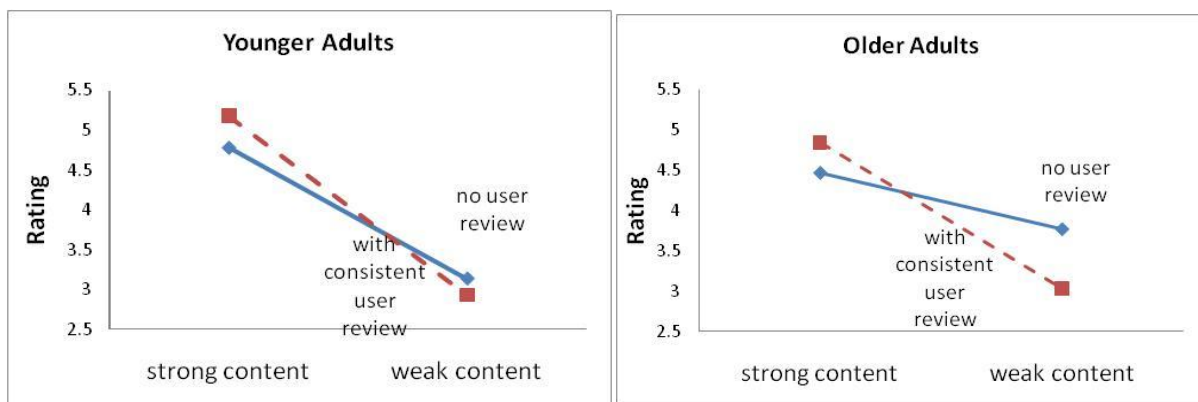 Younger Adults
5.5
5
4.5
4
3.5
3
2.5
Rating
no user
review
with
consistent
user
review
strong content
weak content
Older Adults
5.5
5
4.5
4
3.5
3
2.5
Rating
no user
review
with
consistent
user
review
strong content
weak content